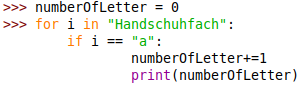 >>> numberOfLetter = 0
>>> for i in "Handschuhfach":
        if i == "a":
                numberOfLetter+=1
                print(numberOfLetter)